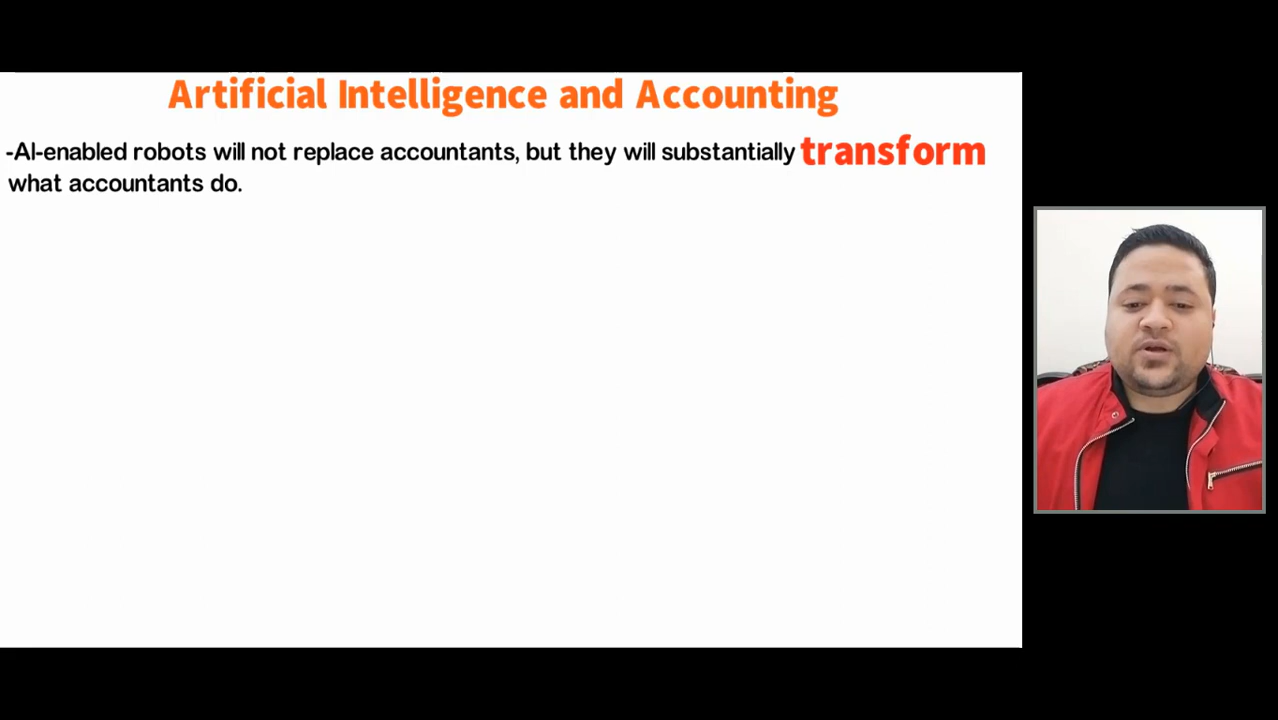 Artificial Intelligence and Accounting
-AI-enabled robots will not replace accountants, but they will substantially transform
what accountants do.